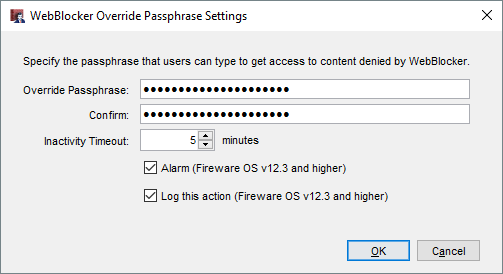 WebBlocker Override Passphrase Settings
Specify the passphrase that users can type to get access to content denied by WebBlocker.
Override Passphrase: ●●●●●●●●●●●●●●●●●●●●●●
Confirm: ●●●●●●●●●●●●●●●●●●●●●●
Inactivity Timeout: 5 minutes
Alarm (Fireware OS v12.3 and higher)
Log this action (Fireware OS v12.3 and higher)
OK Cancel